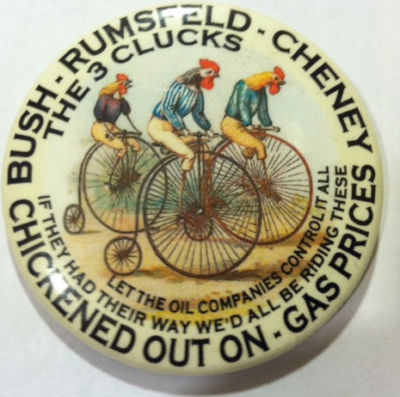 BUSH - RUMSFELD - CHENEY
THE 3 CLUCKS
LET THE OIL COMPANIES CONTROL IT ALL
IF THEY HAD THEIR WAY WE'D ALL BE RIDING THESE
CHICKENED OUT ON - GAS PRICES